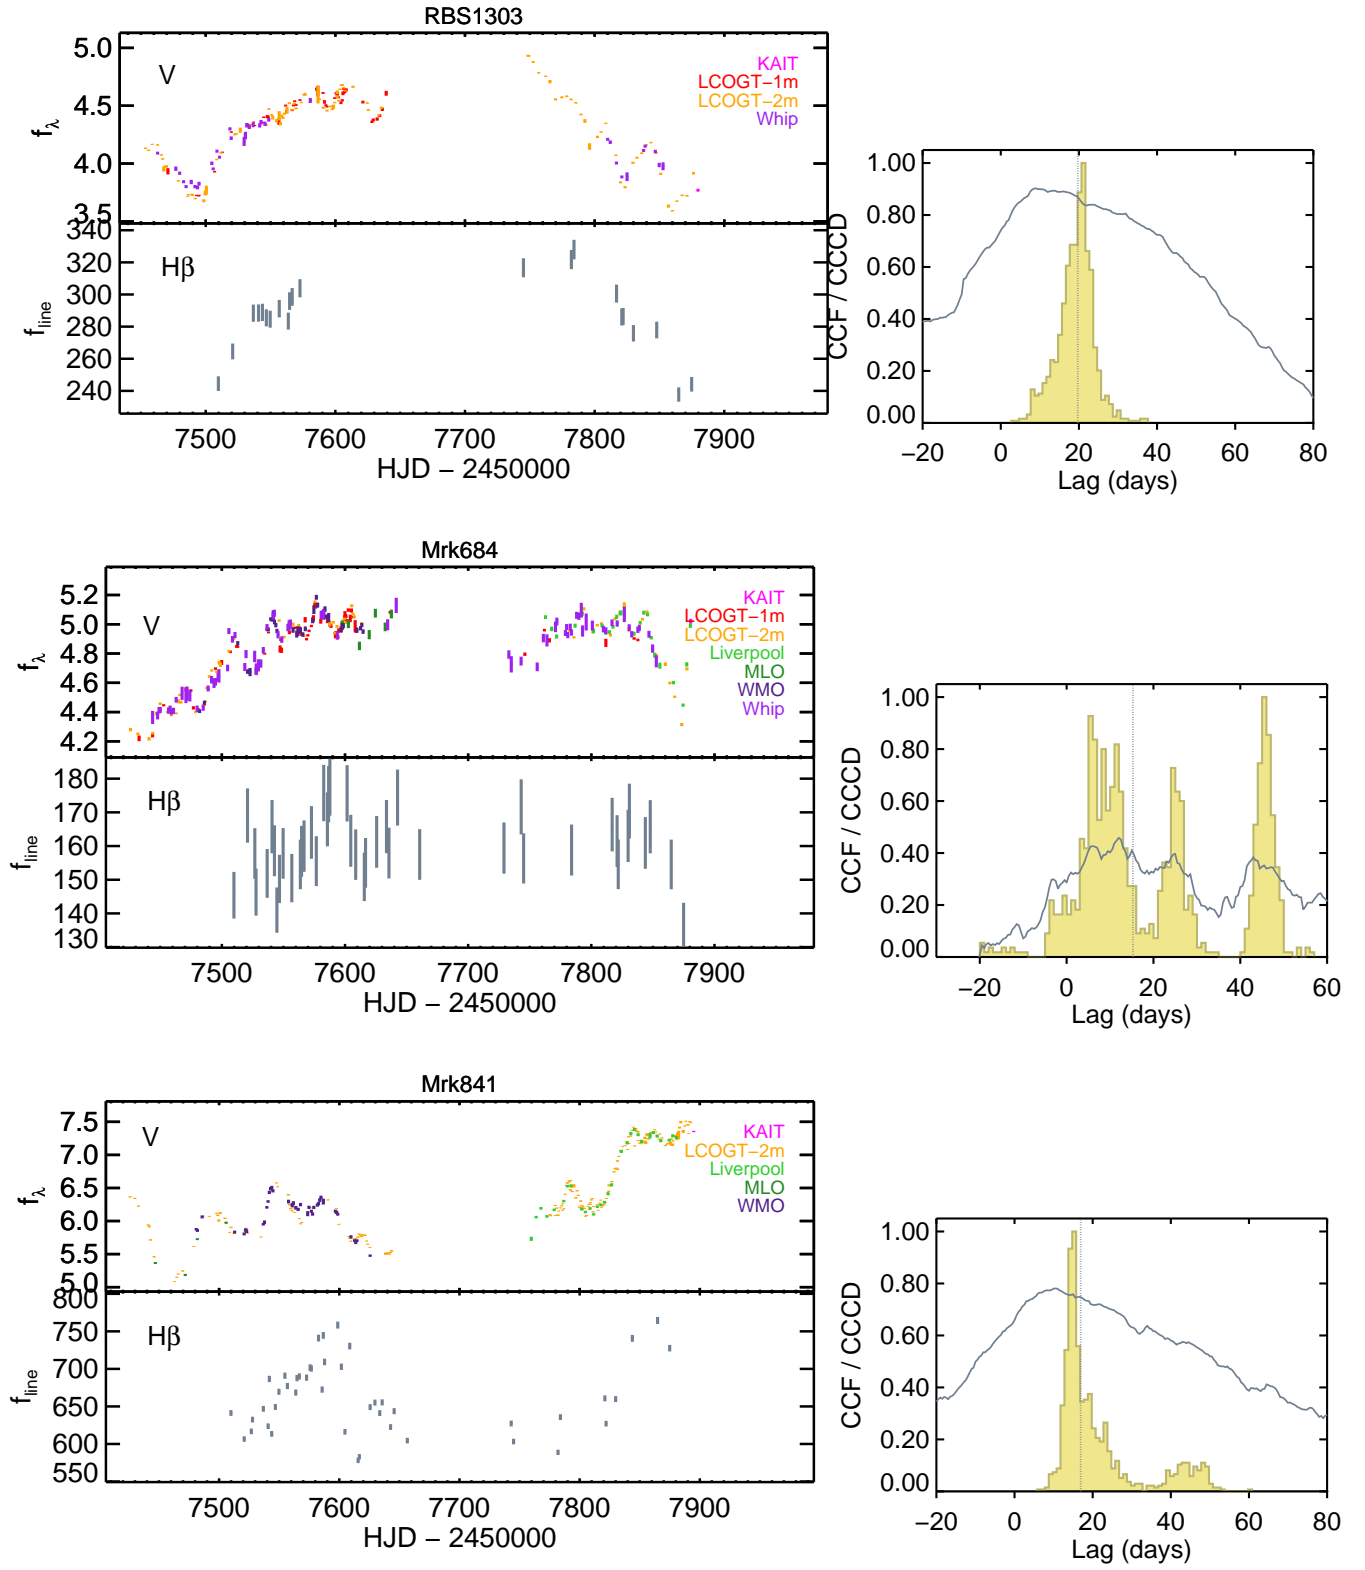 RBS1303
V
KAIT
LCOGT−1m
LCOGT−2m
Whip
5.0
4.5
4.0
3.5
fλ
Hβ
340
320
300
280
260
240
fline
7500 7600 7700 7800 7900
HJD − 2450000
1.00
0.80
0.60
0.40
0.20
0.00
CCF / CCCD
−20 0 20 40 60 80
Lag (days)
Mrk684
V
KAIT
LCOGT−1m
LCOGT−2m
Liverpool
MLO
WMO
Whip
5.2
5.0
4.8
4.6
4.4
4.2
fλ
Hβ
180
170
160
150
140
130
fline
7500 7600 7700 7800 7900
HJD − 2450000
1.00
0.80
0.60
0.40
0.20
0.00
CCF / CCCD
−20 0 20 40 60
Lag (days)
Mrk841
V
KAIT
LCOGT−2m
Liverpool
MLO
WMO
7.5
7.0
6.5
6.0
5.5
5.0
fλ
Hβ
800
750
700
650
600
550
fline
7500 7600 7700 7800 7900
HJD − 2450000
1.00
0.80
0.60
0.40
0.20
0.00
CCF / CCCD
−20 0 20 40 60 80
Lag (days)